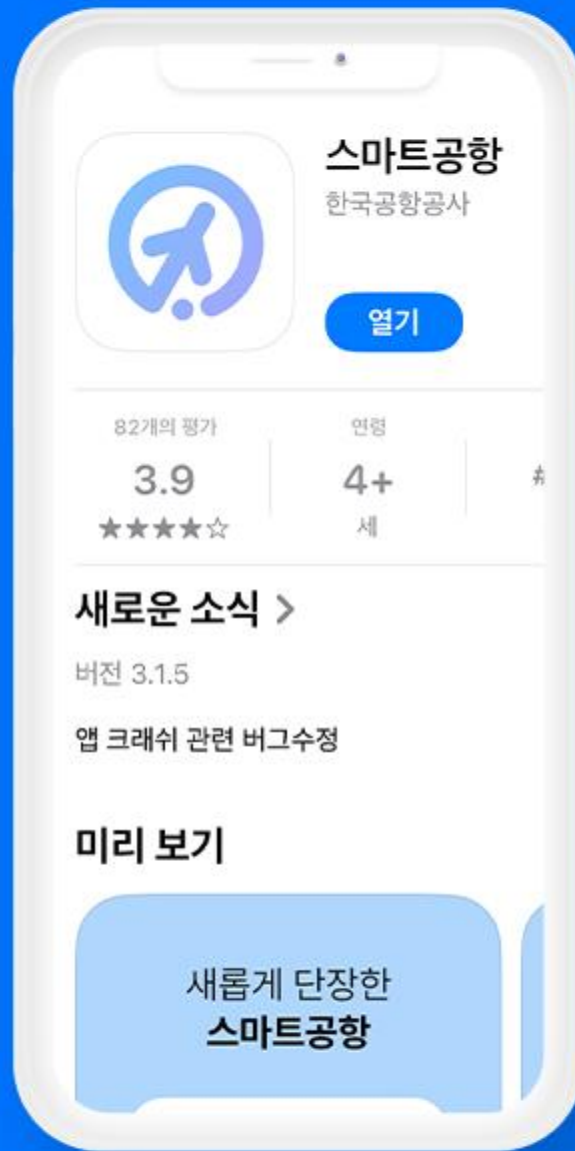 스마트공항
한국공항공사
열기
82개의 평가
3.9
★★★★☆
연령
4+
세
#
새로운 소식 >
버전 3.1.5
앱 크래쉬 관련 버그수정
미리 보기
새롭게 단장한
스마트공항